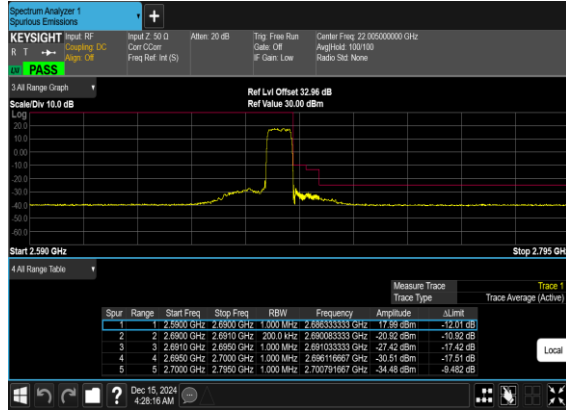 Spectrum Analyzer 1
Spurious Emissions
KEYSIGHT Input: RF Input Z: 50 Ω Atten: 20 dB Trig: Free Run Center Freq: 22.005000000 GHz
R T Coupling: DC Corr CCorr Gate: Off Avg|Hold: 100/100
Align: Off Freq Ref: Int (S) IF Gain: Low Radio Std: None
PASS
3 All Range Graph
Ref Lvl Offset 32.96 dB
Scale/Div 10.0 dB Ref Value 30.00 dBm
Log
20.0
10.0
0.00
-10.0
-20.0
-30.0
-40.0
-50.0
-60.0
Start 2.590 GHz Stop 2.795 GH
4 All Range Table
Measure Trace Trace 1
Trace Type Trace Average (Active)
Spur Range Start Freq Stop Freq RBW Frequency Amplitude ΔLimit
1 1 2.5900 GHz 2.6900 GHz 1.000 MHz 2.686333333 GHz 17.99 dBm -12.01 dB
2 2 2.6900 GHz 2.6910 GHz 200.0 kHz 2.690083333 GHz -20.92 dBm -10.92 dB
3 3 2.6910 GHz 2.6950 GHz 1.000 MHz 2.691033333 GHz -27.42 dBm -17.42 dB
4 4 2.6950 GHz 2.7000 GHz 1.000 MHz 2.696116667 GHz -30.51 dBm -17.51 dB
5 5 2.7000 GHz 2.7950 GHz 1.000 MHz 2.700791667 GHz -34.48 dBm -9.482 dB
Local
Dec 15, 2024
4:28:16 AM